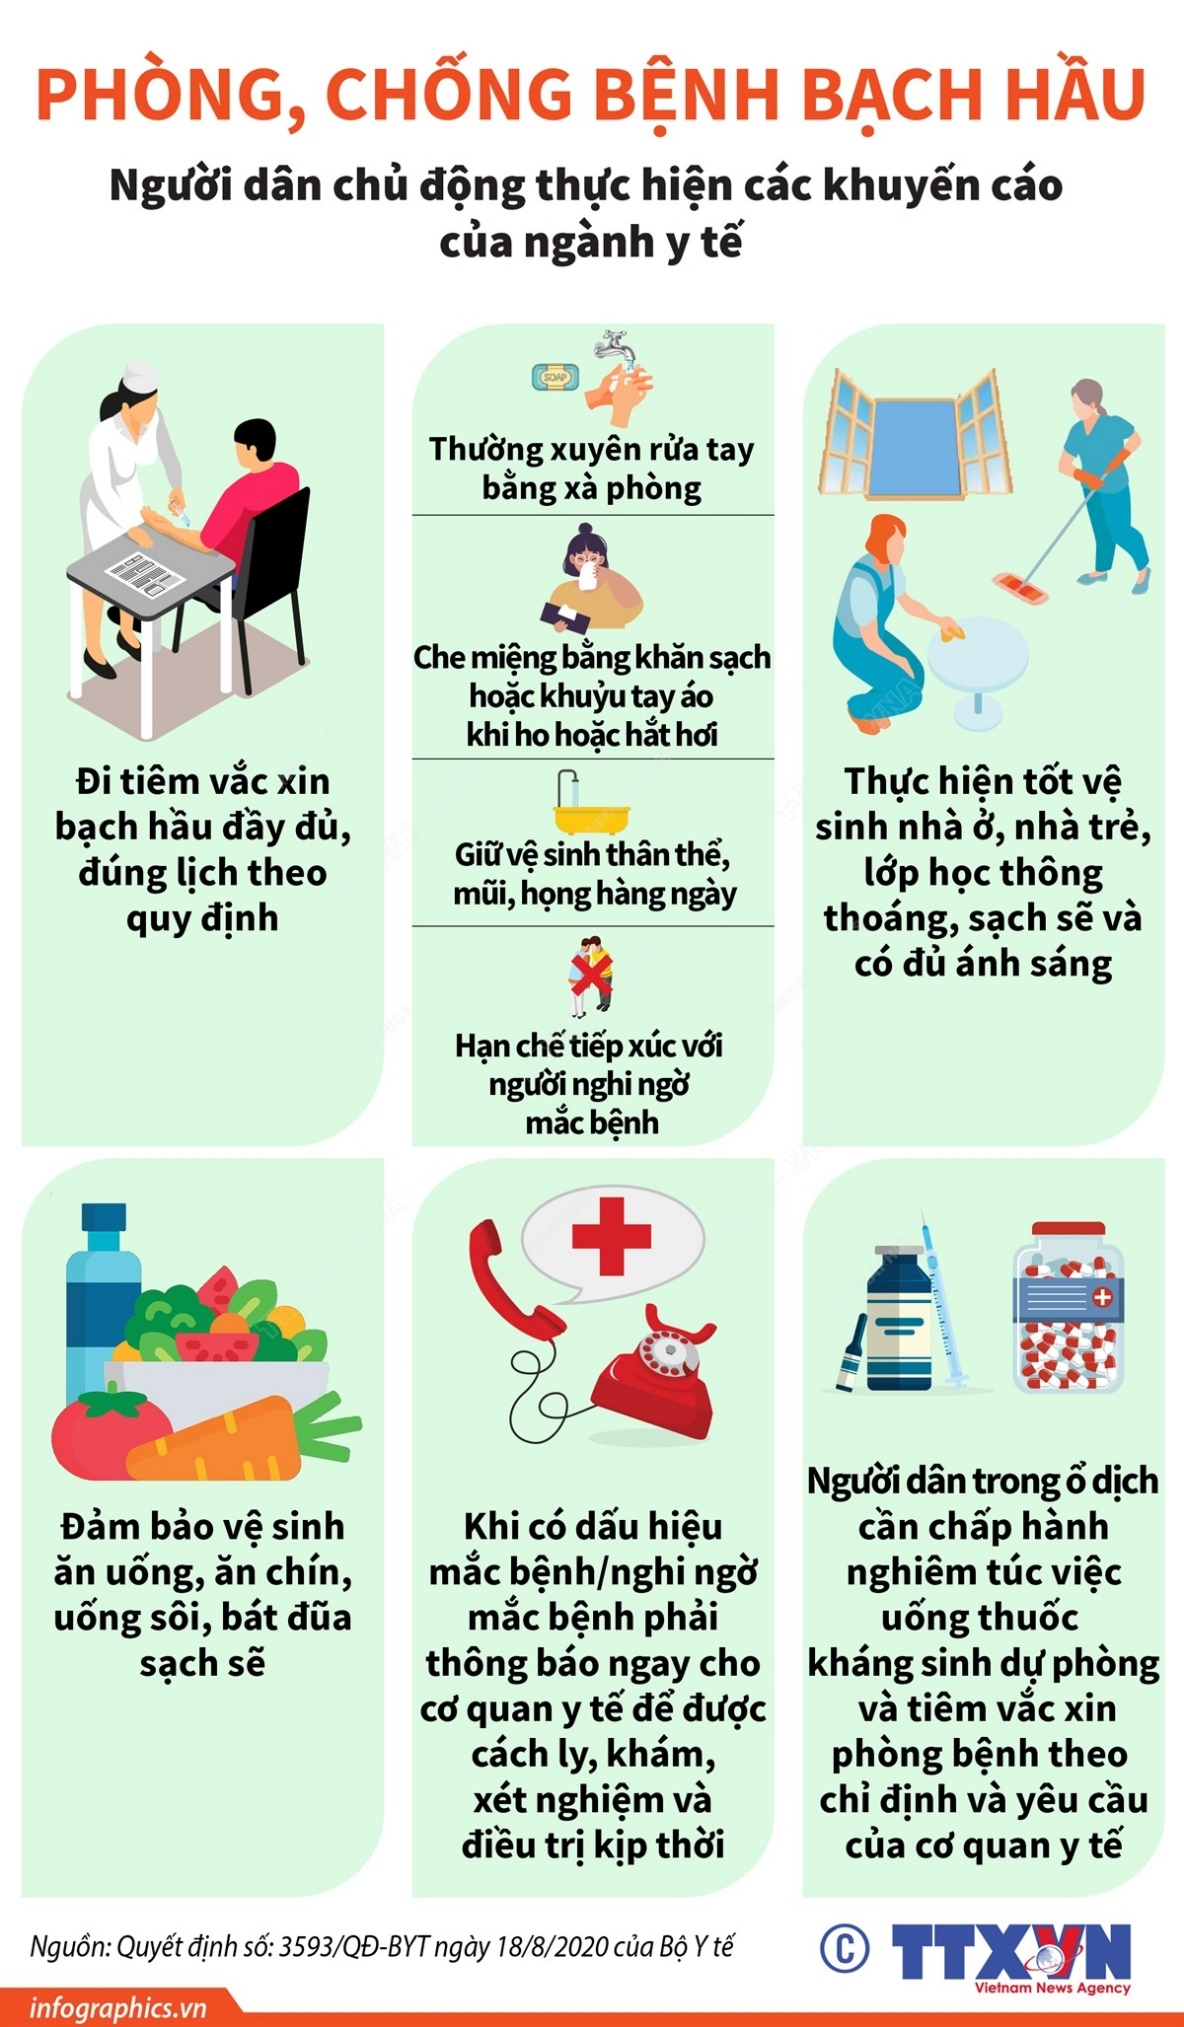 PHÒNG, CHỐNG BỆNH BẠCH HẦU
Người dân chủ động thực hiện các khuyến cáo
của ngành y tế
Đi tiêm vắc xin
bạch hầu đầy đủ,
đúng lịch theo
quy định
SOAP
Thường xuyên rửa tay
bằng xà phòng
Che miệng bằng khăn sạch
hoặc khuỷu tay áo
khi ho hoặc hắt hơi
Giữ vệ sinh thân thể,
mũi, họng hàng ngày
Hạn chế tiếp xúc với
người nghi ngờ
mắc bệnh
Thực hiện tốt vệ
sinh nhà ở, nhà trẻ,
lớp học thông
thoáng, sạch sẽ và
có đủ ánh sáng
Đảm bảo vệ sinh
ăn uống, ăn chín,
uống sôi, bát đũa
sạch sẽ
Khi có dấu hiệu
mắc bệnh/nghi ngờ
mắc bệnh phải
thông báo ngay cho
cơ quan y tế để được
cách ly, khám,
xét nghiệm và
điều trị kịp thời
Người dân trong ổ dịch
cần chấp hành
nghiêm túc việc
uống thuốc
kháng sinh dự phòng
và tiêm vắc xin
phòng bệnh theo
chỉ định và yêu cầu
của cơ quan y tế
Nguồn: Quyết định số: 3593/QĐ-BYT ngày 18/8/2020 của Bộ Y tế
© TTXVN
Vietnam News Agency
infographics.vn